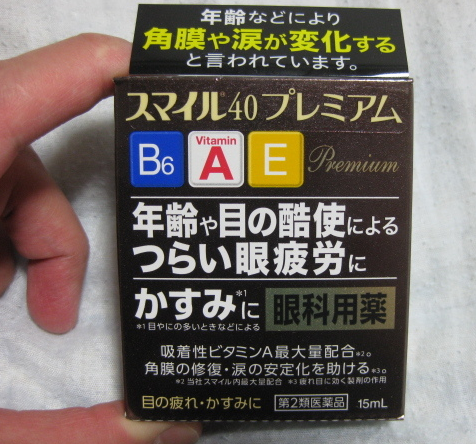 年齢などにより
角膜や涙が変化する
と言われています。
スマイル®40プレミアム
B6
Vitamin
A
E
Premium
年齢や目の酷使による
つらい眼疲労に
かすみ*1に 眼科用薬
*1 目やにの多いときなどによる
吸着性ビタミンA最大量配合*2。
角膜の修復・涙の安定化を助ける*3。
*2 当社スマイル内最大量配合 *3 疲れ目に効く製剤の作用
目の疲れ・かすみに 第2類医薬品 15mL